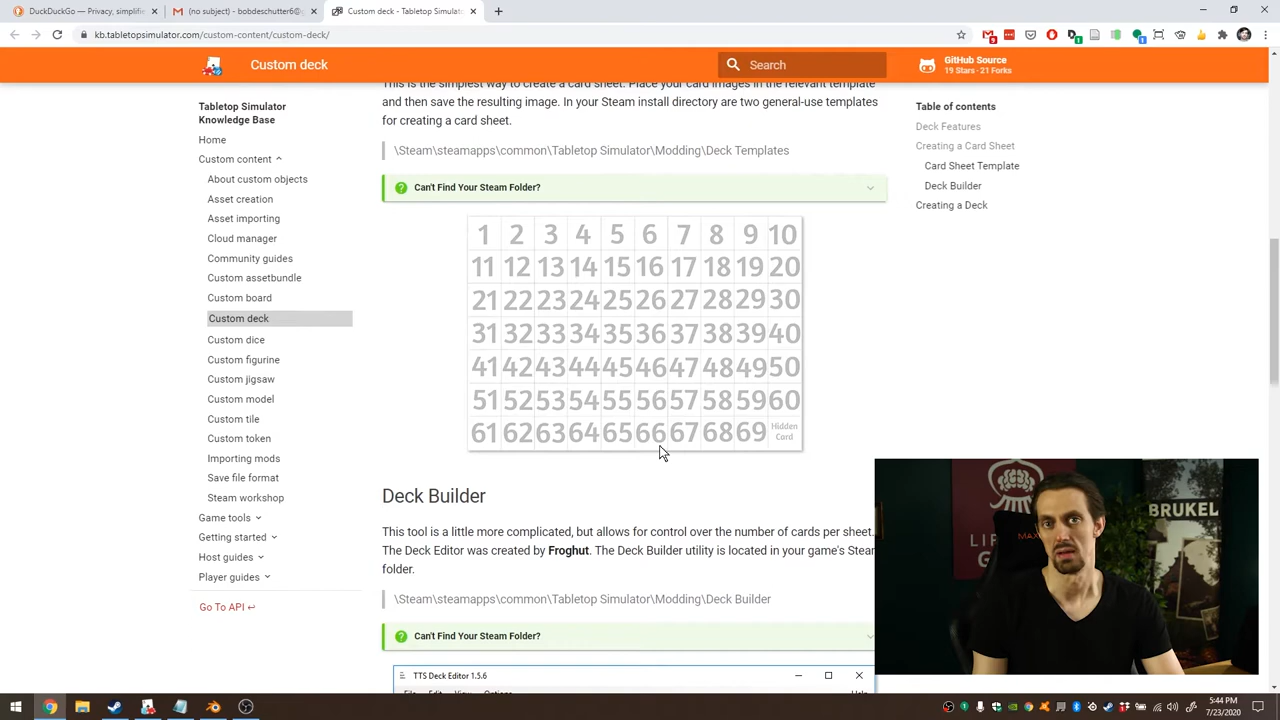 DuckDuckGo — Privacy, simplifie
(no subject) - bobdeschutter6@g
Custom deck - Tabletop Simulator
kb.tabletopsimulator.com/custom-content/custom-deck/
Custom deck
Search
GitHub Source
19 Stars · 21 Forks
Tabletop Simulator
Knowledge Base
Home
Custom content
About custom objects
Asset creation
Asset importing
Cloud manager
Community guides
Custom assetbundle
Custom board
Custom deck
Custom dice
Custom figurine
Custom jigsaw
Custom model
Custom tile
Custom token
Importing mods
Save file format
Steam workshop
Game tools
Getting started
Host guides
Player guides
Go To API
This is the simplest way to create a card sheet. Place your card images in the relevant template
and then save the resulting image. In your Steam install directory are two general-use templates
for creating a card sheet.
\Steam\steamapps\common\Tabletop Simulator\Modding\Deck Templates
Can't Find Your Steam Folder?
1 2 3 4 5 6 7 8 9 10
11 12 13 14 15 16 17 18 19 20
21 22 23 24 25 26 27 28 29 30
31 32 33 34 35 36 37 38 39 40
41 42 43 44 45 46 47 48 49 50
51 52 53 54 55 56 57 58 59 60
61 62 63 64 65 66 67 68 69 Hidden
Card
Deck Builder
This tool is a little more complicated, but allows for control over the number of cards per sheet.
The Deck Editor was created by Froghut. The Deck Builder utility is located in your game's Steam
folder.
\Steam\steamapps\common\Tabletop Simulator\Modding\Deck Builder
Can't Find Your Steam Folder?
TTS Deck Editor 1.5.6
File Edit View Options Help
Table of contents
Deck Features
Creating a Card Sheet
Card Sheet Template
Deck Builder
Creating a Deck
BRUKEL
5:44 PM
7/23/2020